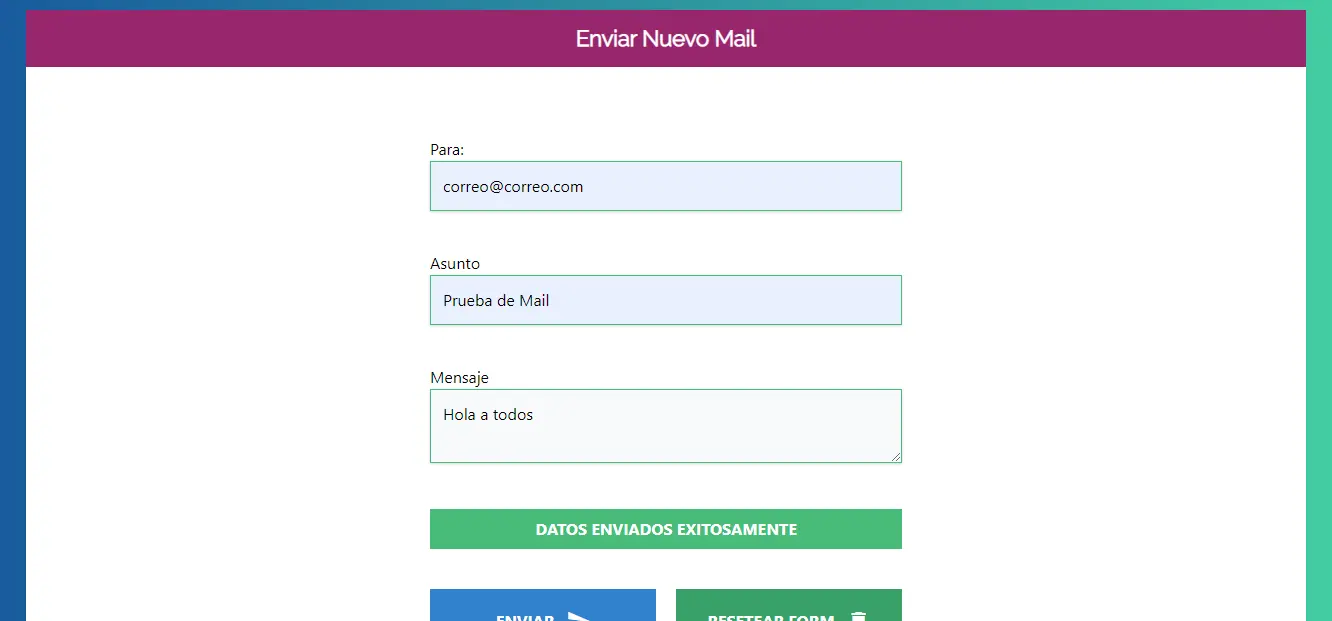 Enviar Nuevo Mail
Para:
correo@correo.com
Asunto
Prueba de Mail
Mensaje
Hola a todos
DATOS ENVIADOS EXITOSAMENTE
ENVIAR
RESETEAR FORM